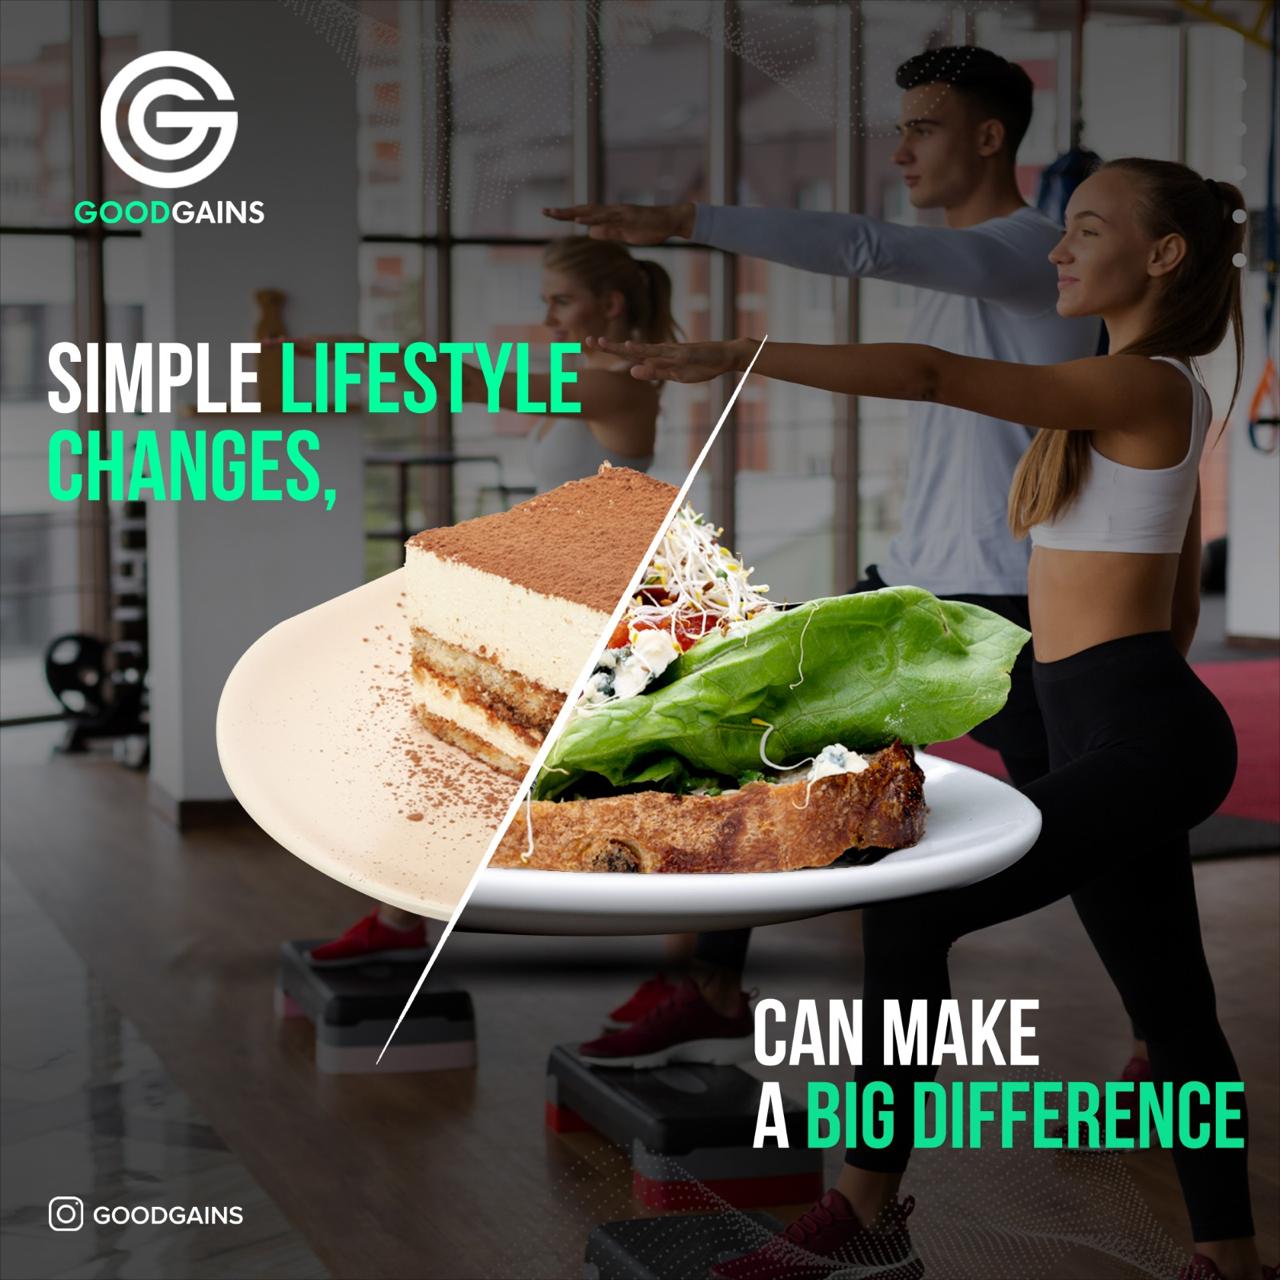 GOODGAINS
SIMPLE LIFESTYLE
CHANGES,
CAN MAKE
A BIG DIFFERENCE
GOODGAINS